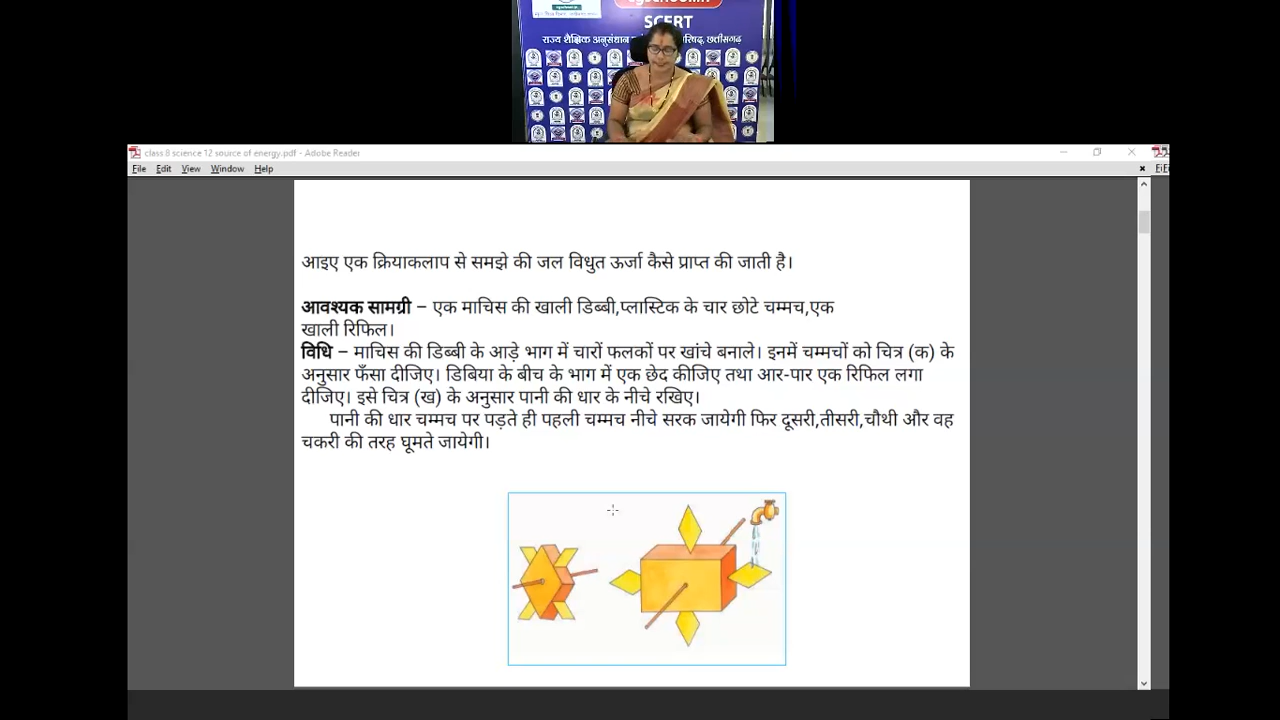 SCERT
राज्य शैक्षिक अनुसंधान परिषद, छत्तीसगढ़
class 8 science 12 source of energy.pdf - Adobe Reader
File Edit View Window Help
आइए एक क्रियाकलाप से समझे की जल विधुत ऊर्जा कैसे प्राप्त की जाती है।
आवश्यक सामग्री – एक माचिस की खाली डिब्बी,प्लास्टिक के चार छोटे चम्मच,एक
खाली रिफिल।
विधि – माचिस की डिब्बी के आड़े भाग में चारों फलकों पर खांचे बनाले। इनमें चम्मचों को चित्र (क) के
अनुसार फँसा दीजिए। डिबिया के बीच के भाग में एक छेद कीजिए तथा आर-पार एक रिफिल लगा
दीजिए। इसे चित्र (ख) के अनुसार पानी की धार के नीचे रखिए।
पानी की धार चम्मच पर पड़ते ही पहली चम्मच नीचे सरक जायेगी फिर दूसरी,तीसरी,चौथी और वह
चकरी की तरह घूमते जायेगी।